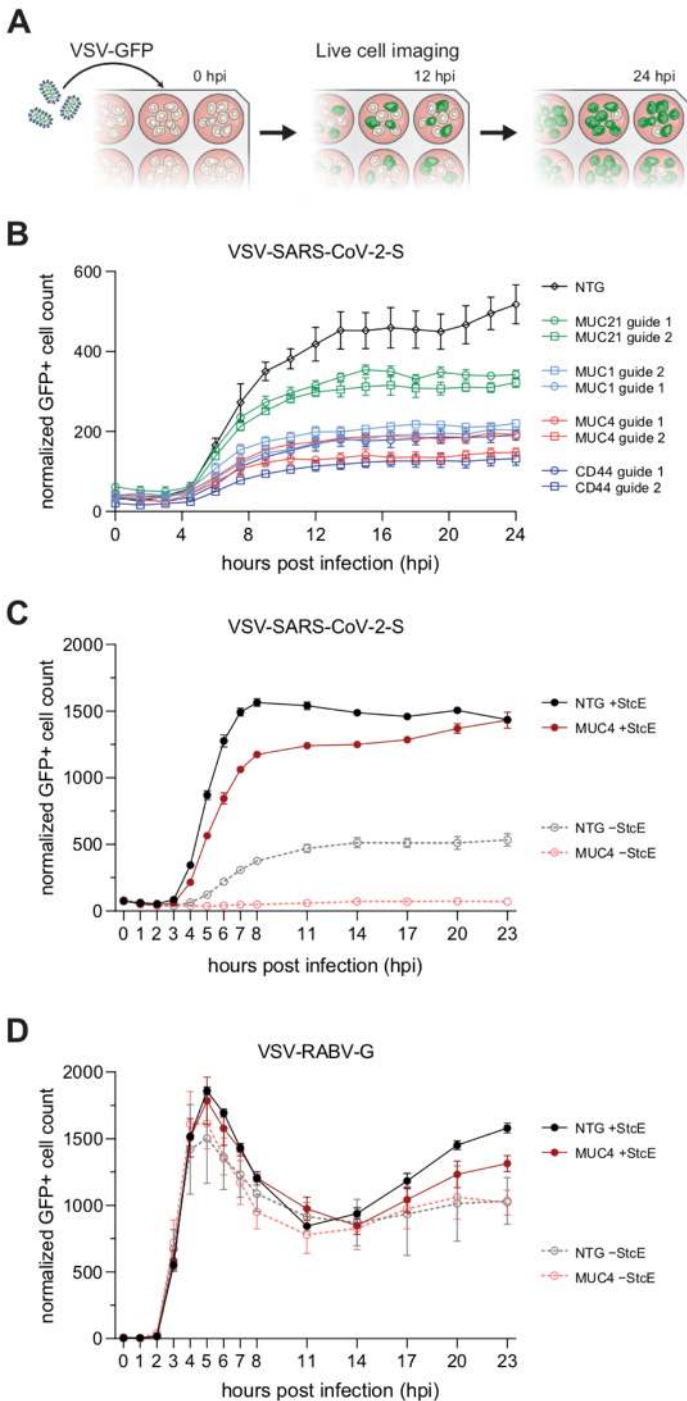 A
VSV-GFP
Live cell imaging
0 hpi
12 hpi
24 hpi
B
VSV-SARS-CoV-2-S
600
400
200
0
normalized GFP+ cell count
0 4 8 12 16 20 24
hours post infection (hpi)
NTG
MUC21 guide 1
MUC21 guide 2
MUC1 guide 2
MUC1 guide 1
MUC4 guide 1
MUC4 guide 2
CD44 guide 1
CD44 guide 2
C
VSV-SARS-CoV-2-S
2000
1500
1000
500
0
normalized GFP+ cell count
0 1 2 3 4 5 6 7 8 11 14 17 20 23
hours post infection (hpi)
NTG +StcE
MUC4 +StcE
NTG −StcE
MUC4 −StcE
D
VSV-RABV-G
2000
1500
1000
500
0
normalized GFP+ cell count
0 1 2 3 4 5 6 7 8 11 14 17 20 23
hours post infection (hpi)
NTG +StcE
MUC4 +StcE
NTG −StcE
MUC4 −StcE